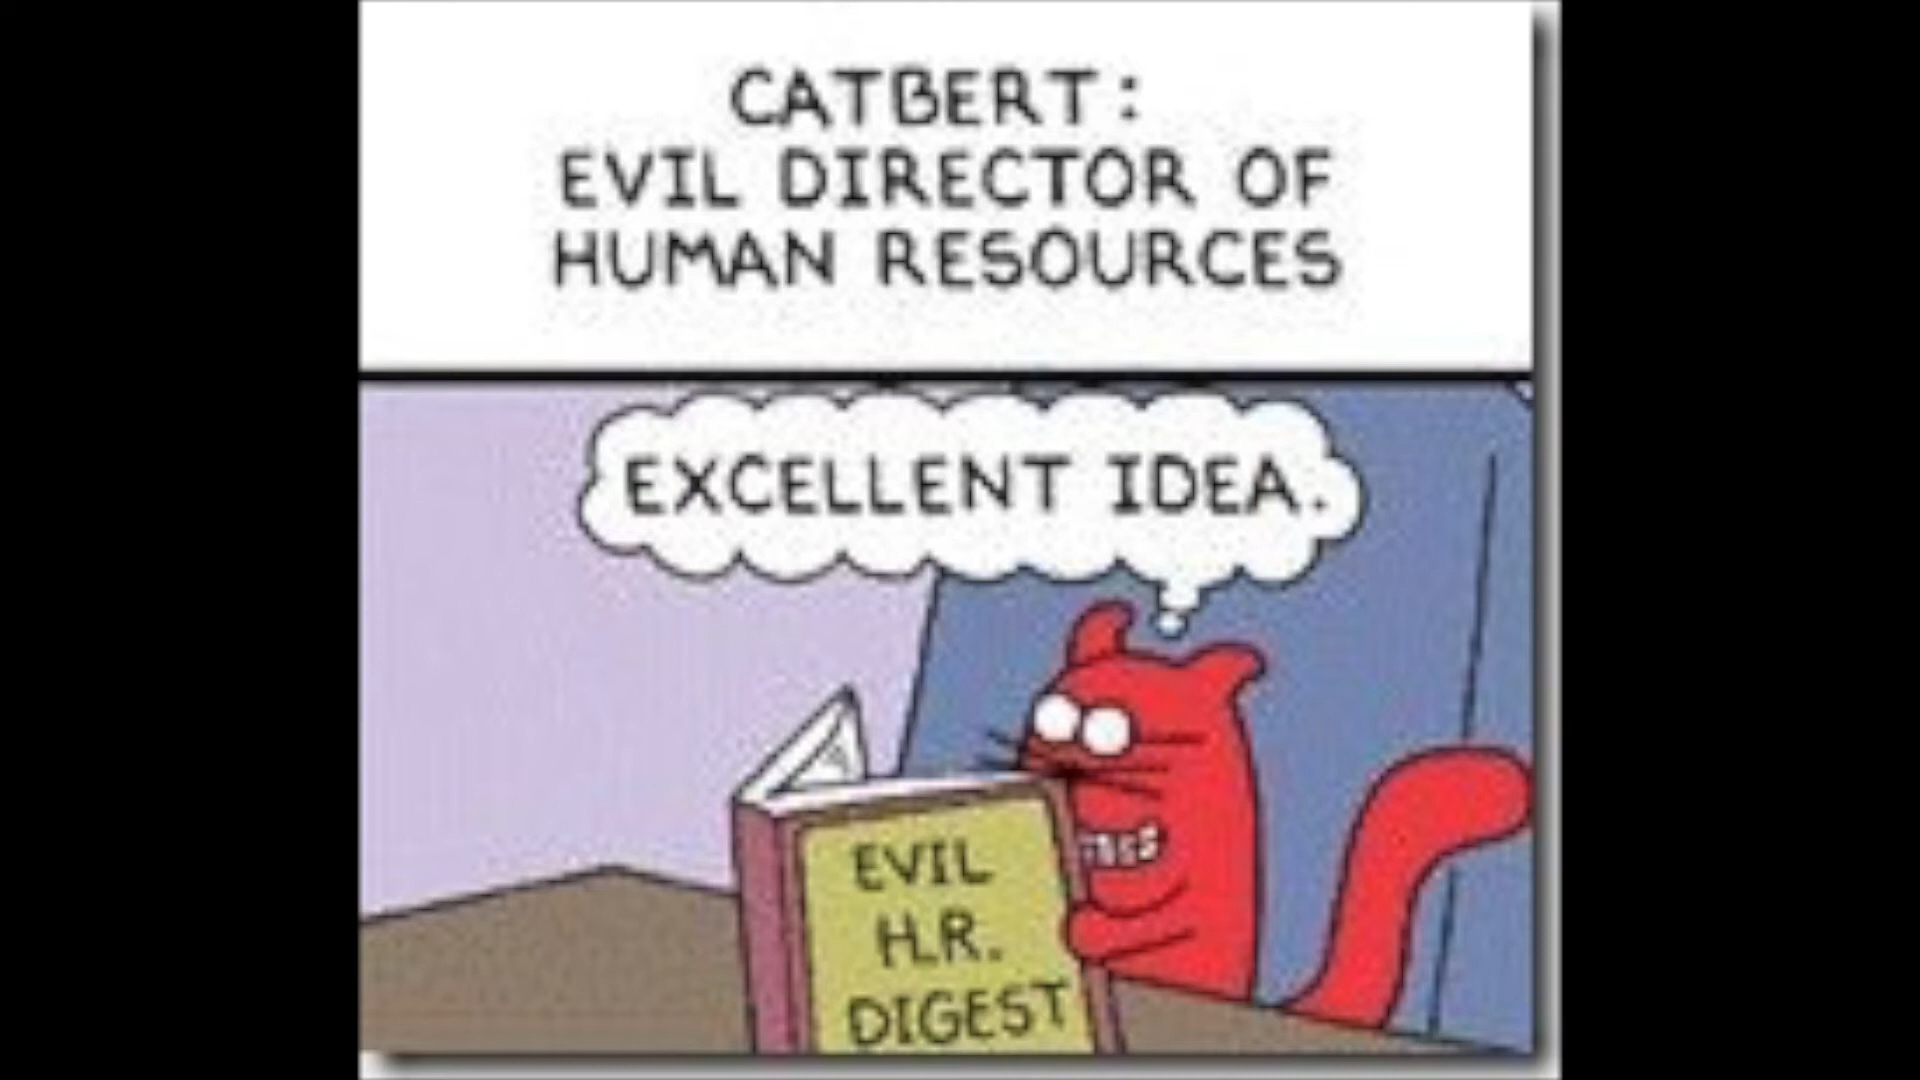 CATBERT:
EVIL DIRECTOR OF
HUMAN RESOURCES
EXCELLENT IDEA.
EVIL
H.R.
DIGEST